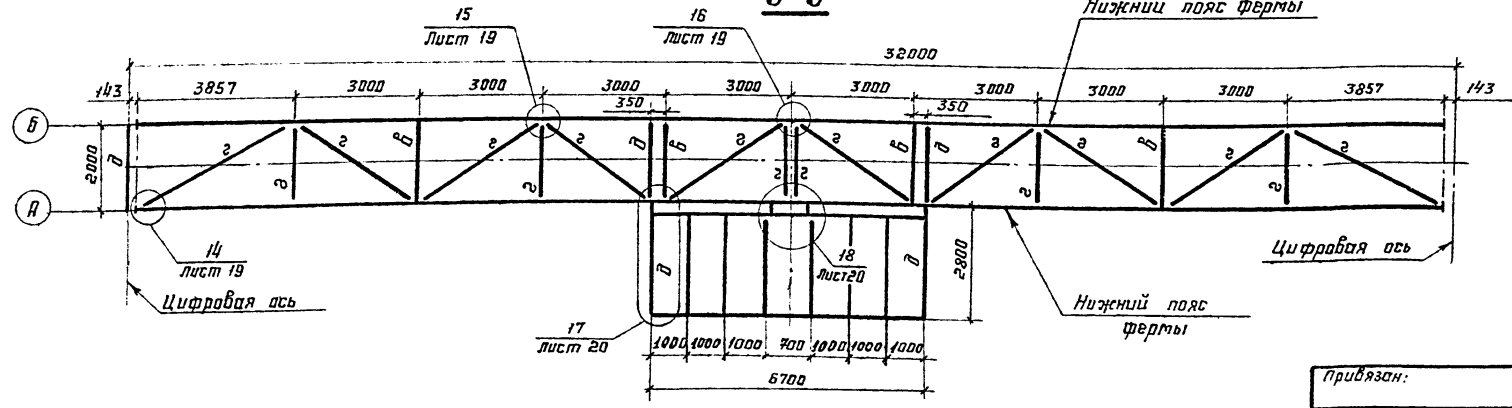 15
Лист 19
16
Лист 19
Нижний пояс фермы
32000
143 3857 3000 3000 3000 3000 3000 3000 3000 3857 143
350 350
Б
2000
А
д г г в г г д в г г в д г г в г г
г г г г г г
14
Лист 19
18
Лист 20
д д
2800
Цифровая ось
Цифровая ось
Нижний пояс
фермы
17
Лист 20
1000 1000 1000 700 1000 1000 1000
6700
Привязан: